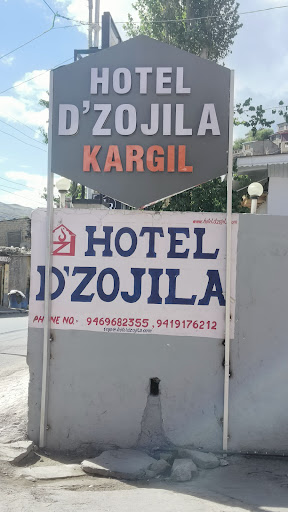 HOTEL
D'ZOJILA
KARGIL
HOTEL
D'ZOJILA
PHONE NO.- 9469682355 ,9419176212